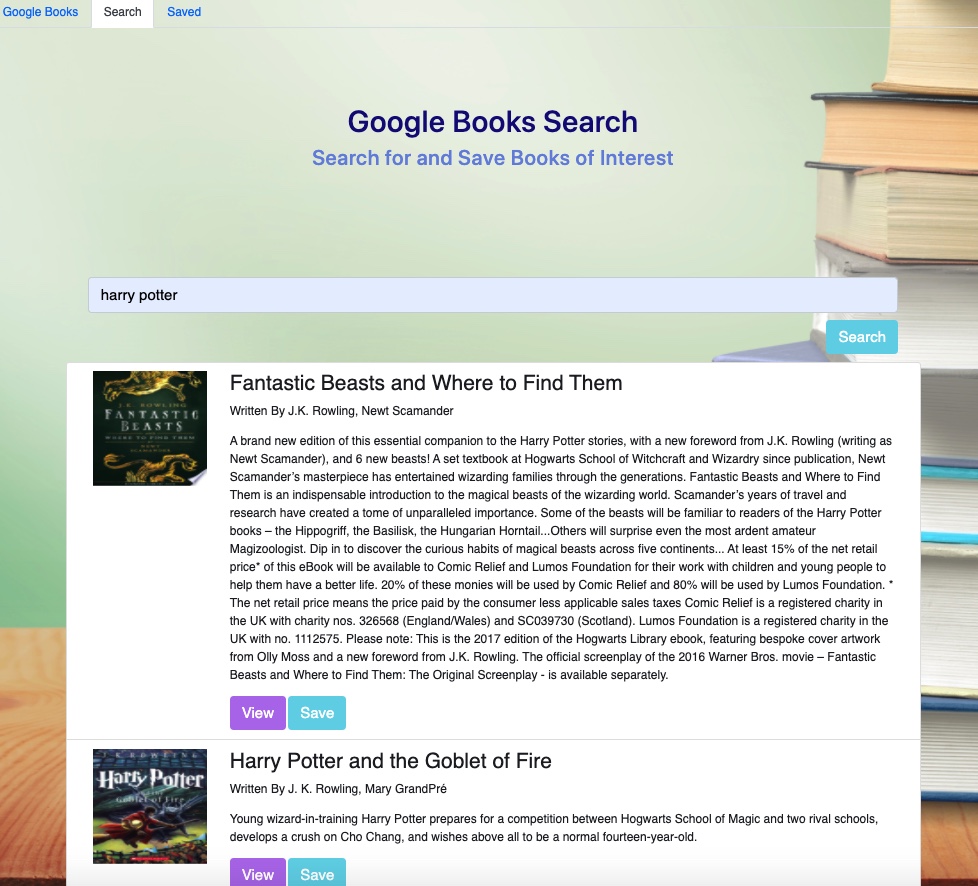 Google Books Search Saved
Google Books Search
Search for and Save Books of Interest
harry potter
Search
J.K. ROWLING
FANTASTIC
BEASTS
AND
WHERE TO FIND THEM
NEWT
SCAMANDER
Fantastic Beasts and Where to Find Them
Written By J.K. Rowling, Newt Scamander
A brand new edition of this essential companion to the Harry Potter stories, with a new foreword from J.K. Rowling (writing as
Newt Scamander), and 6 new beasts! A set textbook at Hogwarts School of Witchcraft and Wizardry since publication, Newt
Scamander’s masterpiece has entertained wizarding families through the generations. Fantastic Beasts and Where to Find
Them is an indispensable introduction to the magical beasts of the wizarding world. Scamander’s years of travel and
research have created a tome of unparalleled importance. Some of the beasts will be familiar to readers of the Harry Potter
books – the Hippogriff, the Basilisk, the Hungarian Horntail...Others will surprise even the most ardent amateur
Magizoologist. Dip in to discover the curious habits of magical beasts across five continents... At least 15% of the net retail
price* of this eBook will be available to Comic Relief and Lumos Foundation for their work with children and young people to
help them have a better life. 20% of these monies will be used by Comic Relief and 80% will be used by Lumos Foundation. *
The net retail price means the price paid by the consumer less applicable sales taxes Comic Relief is a registered charity in
the UK with charity nos. 326568 (England/Wales) and SC039730 (Scotland). Lumos Foundation is a registered charity in the
UK with no. 1112575. Please note: This is the 2017 edition of the Hogwarts Library ebook, featuring bespoke cover artwork
from Olly Moss and a new foreword from J.K. Rowling. The official screenplay of the 2016 Warner Bros. movie – Fantastic
Beasts and Where to Find Them: The Original Screenplay - is available separately.
View Save
J.K. ROWLING
Harry Potter
Goblet of Fire
Harry Potter and the Goblet of Fire
Written By J. K. Rowling, Mary GrandPré
Young wizard-in-training Harry Potter prepares for a competition between Hogwarts School of Magic and two rival schools,
develops a crush on Cho Chang, and wishes above all to be a normal fourteen-year-old.
View Save